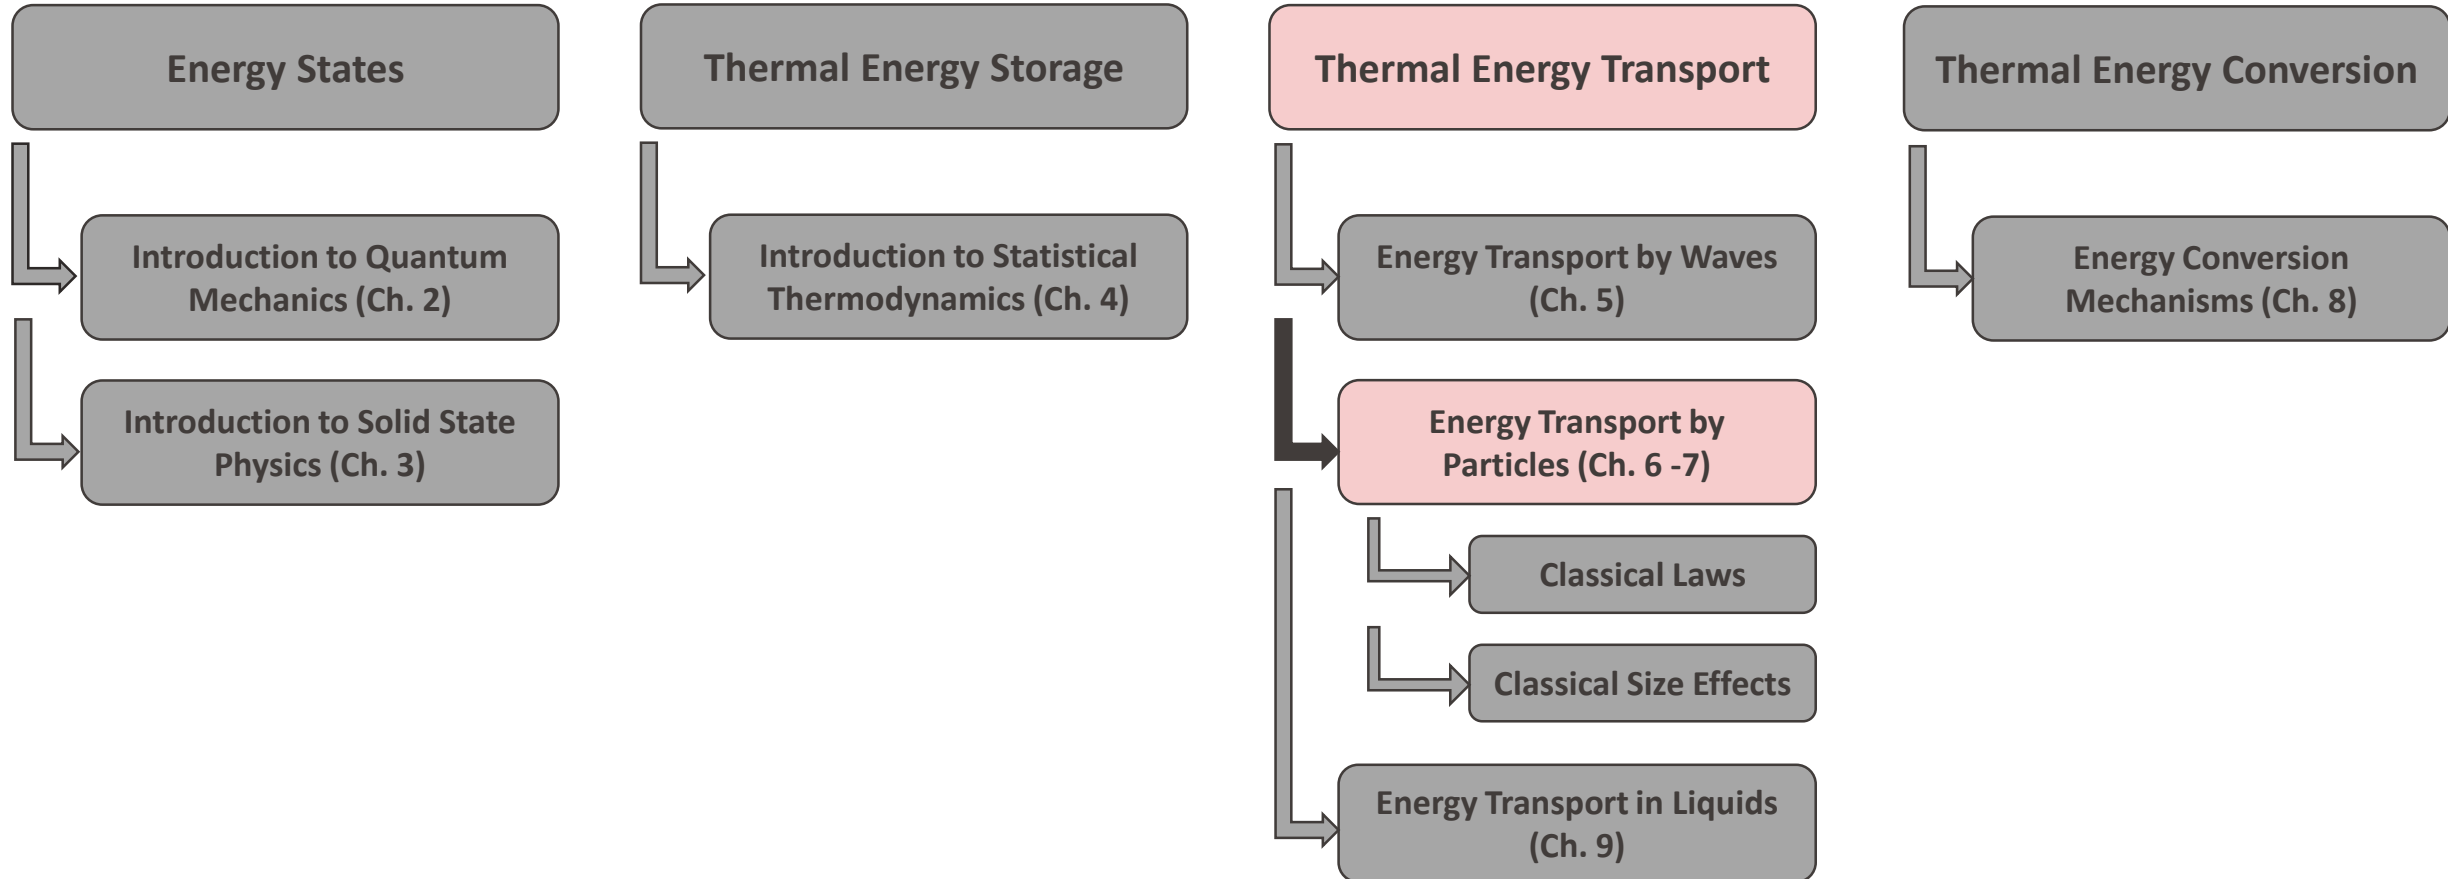 Energy States
Introduction to Quantum
Mechanics (Ch. 2)
Introduction to Solid State
Physics (Ch. 3)
Thermal Energy Storage
Introduction to Statistical
Thermodynamics (Ch. 4)
Thermal Energy Transport
Energy Transport by Waves
(Ch. 5)
Energy Transport by
Particles (Ch. 6 -7)
Classical Laws
Classical Size Effects
Energy Transport in Liquids
(Ch. 9)
Thermal Energy Conversion
Energy Conversion
Mechanisms (Ch. 8)